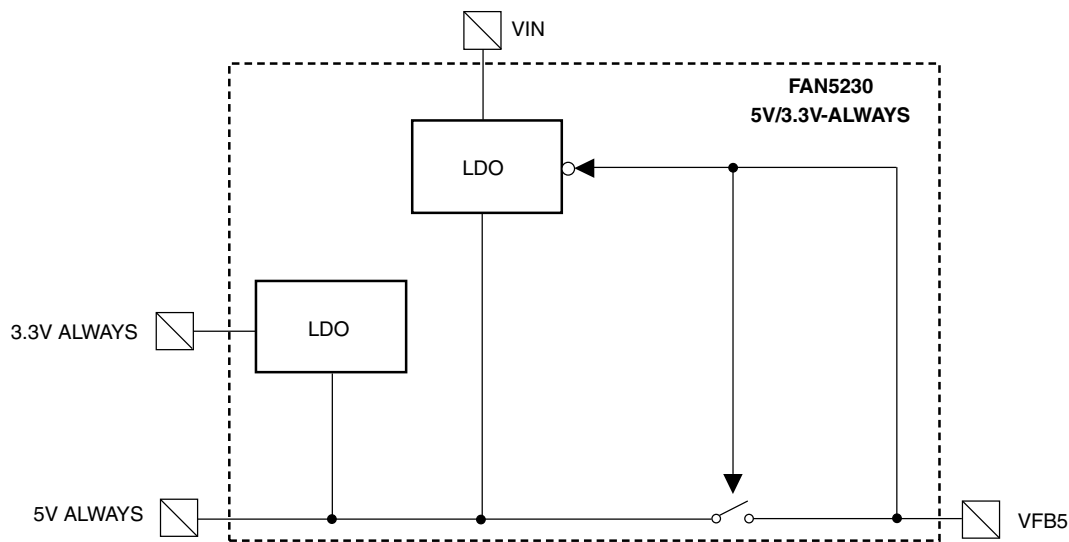 VIN
FAN5230
5V/3.3V-ALWAYS
LDO
LDO
3.3V ALWAYS
5V ALWAYS
VFB5